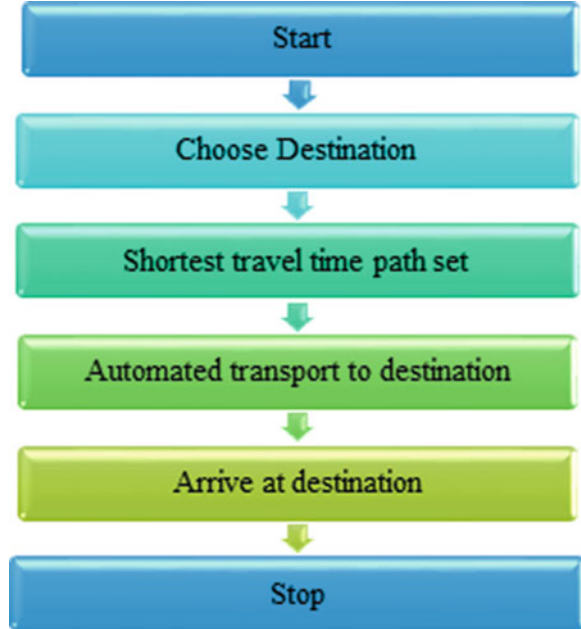 Start
Choose Destination
Shortest travel time path set
Automated transport to destination
Arrive at destination
Stop